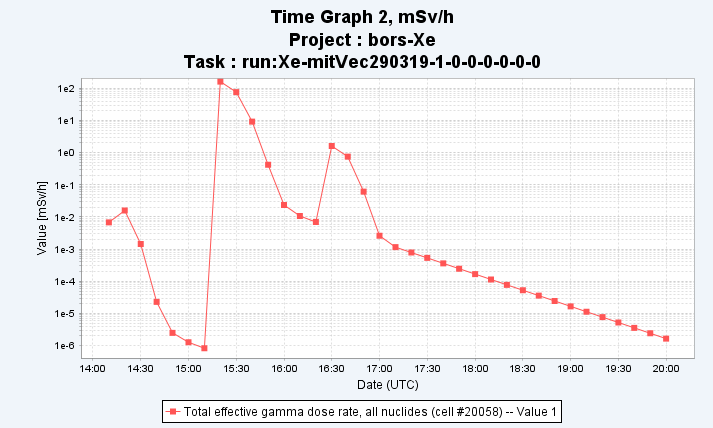 Time Graph 2, mSv/h
Project : bors-Xe
Task : run:Xe-mitVec290319-1-0-0-0-0-0-0
Value [mSv/h]
1e2
1e1
1e0
1e-1
1e-2
1e-3
1e-4
1e-5
1e-6
14:00 14:30 15:00 15:30 16:00 16:30 17:00 17:30 18:00 18:30 19:00 19:30 20:00
Date (UTC)
Total effective gamma dose rate, all nuclides (cell #20058) -- Value 1